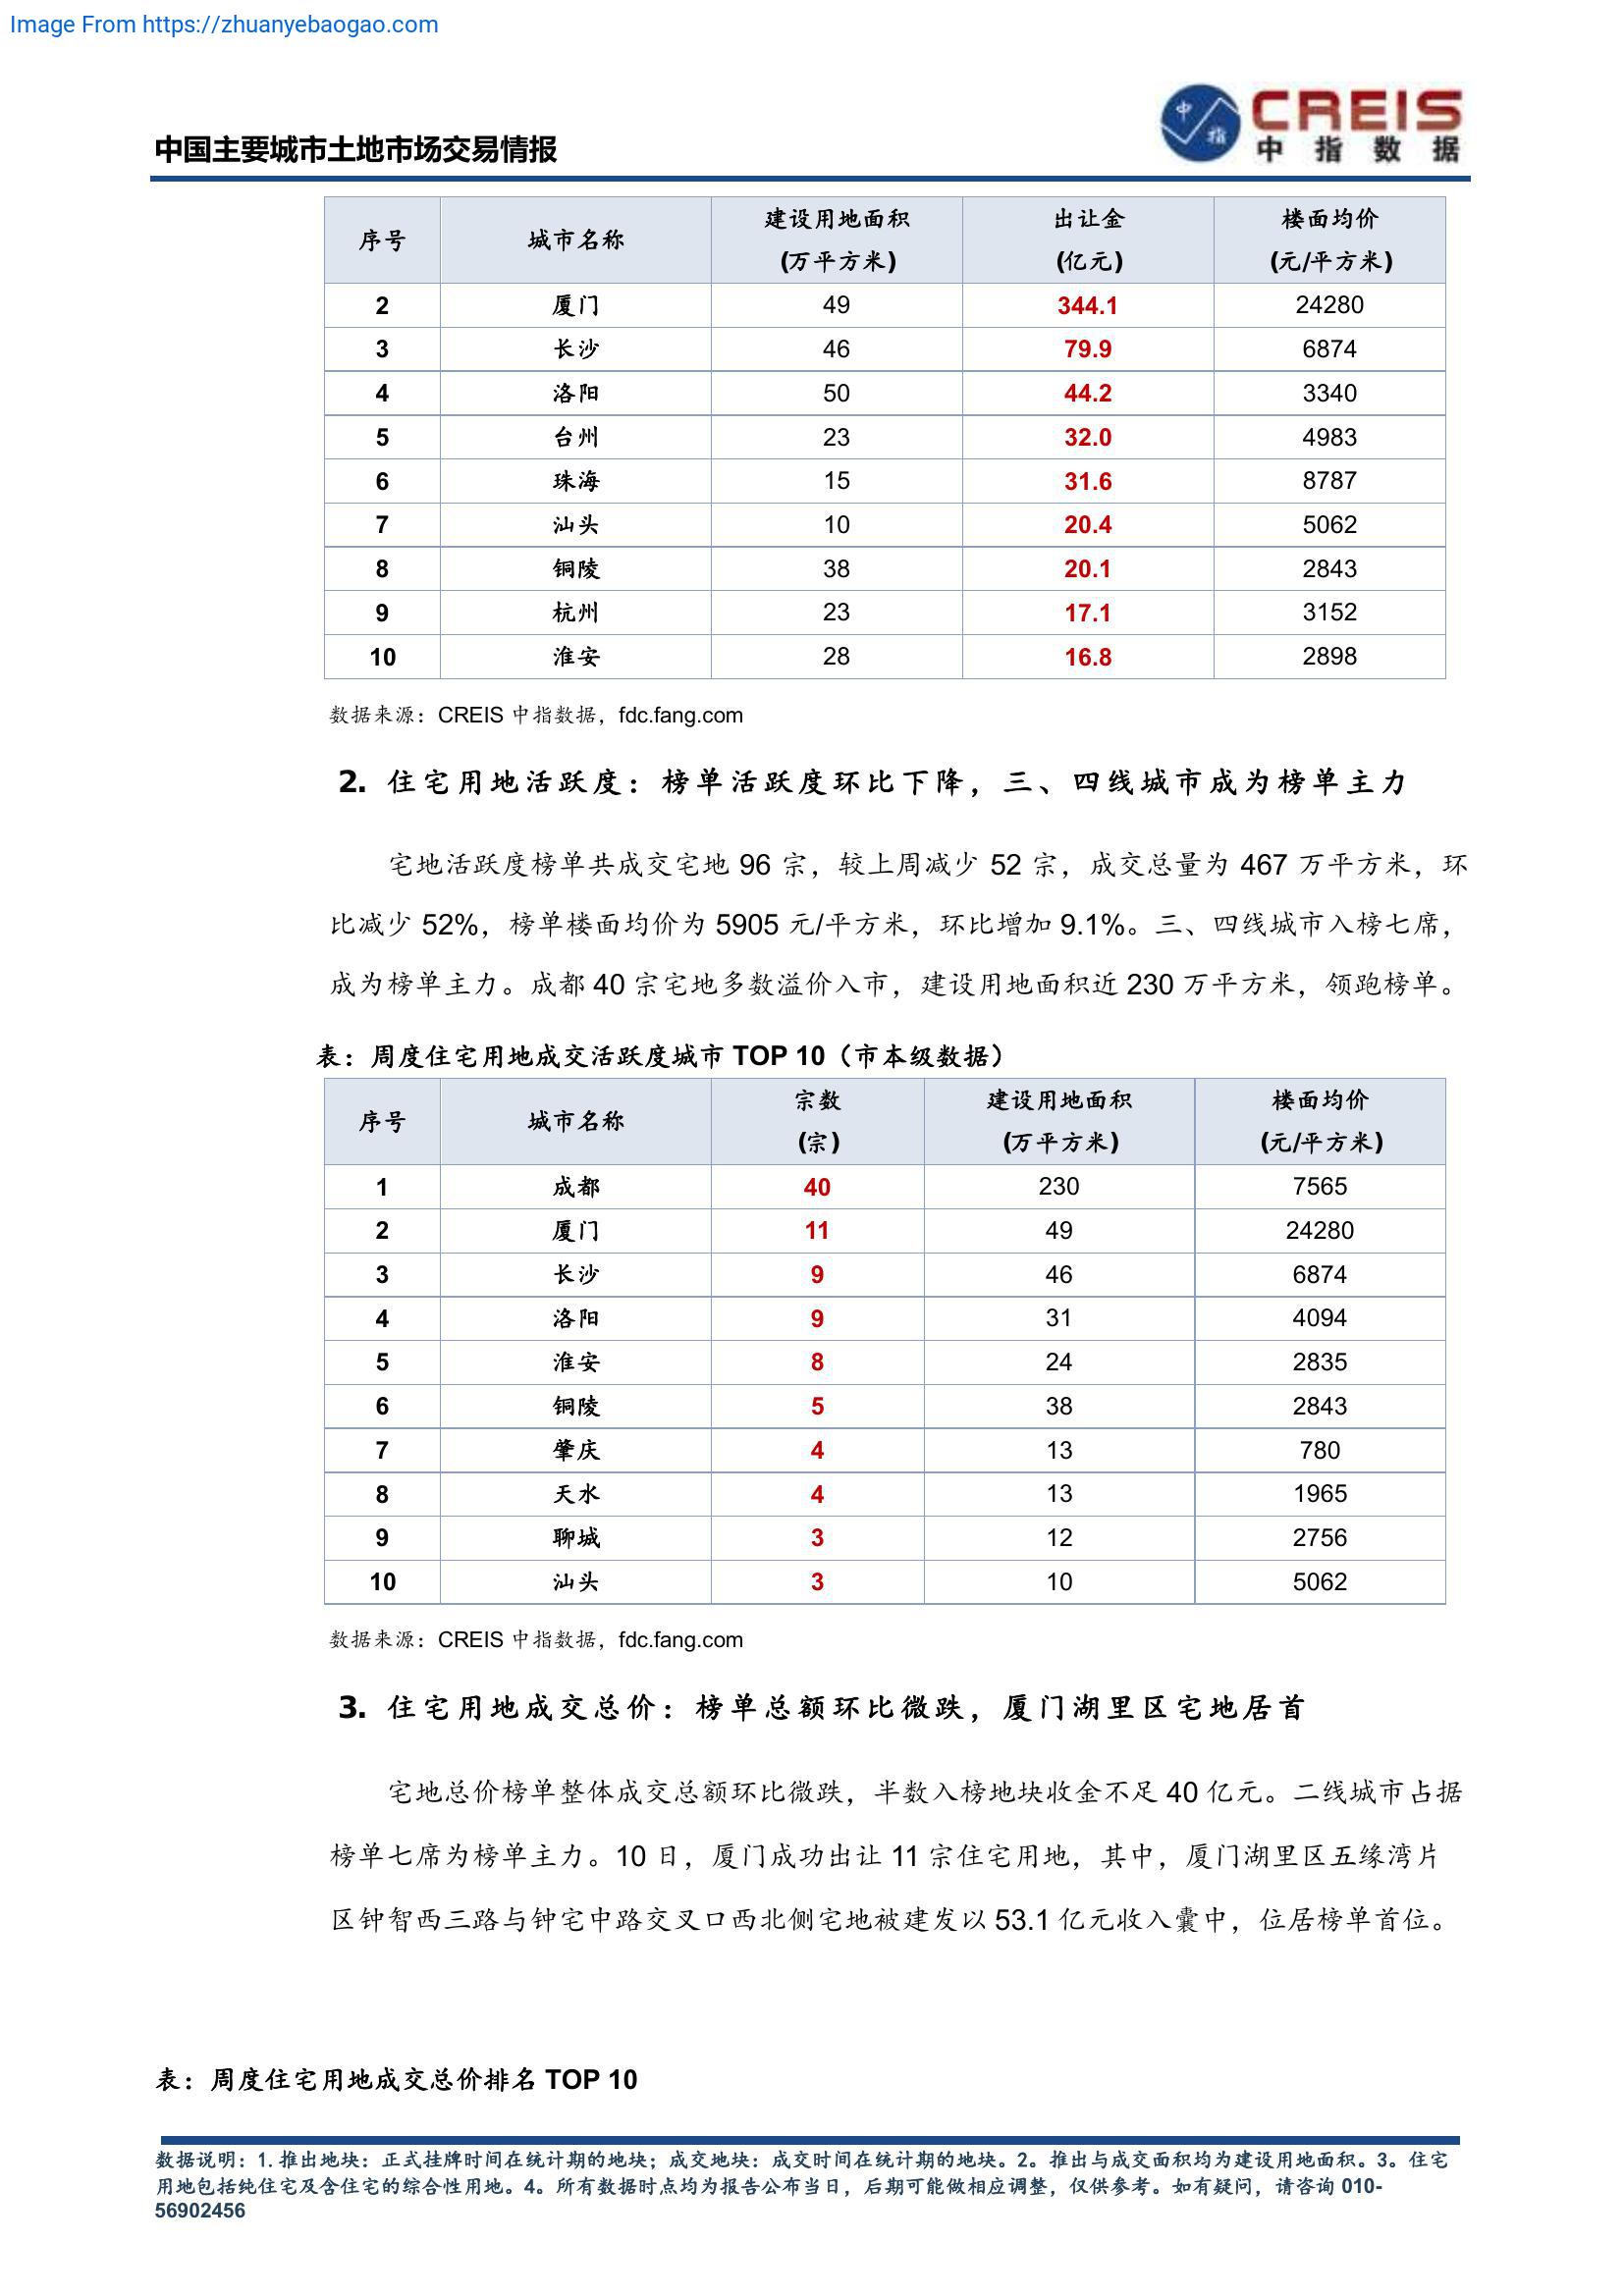 Image From https://zhuanyebaogao.com
中国主要城市土地市场交易情报
中
指
CREIS
中指数据
序号 城市名称 建设用地面积 (万平方米) 出让金 (亿元) 楼面均价 (元/平方米)
2 厦门 49 344.1 24280
3 长沙 46 79.9 6874
4 洛阳 50 44.2 3340
5 台州 23 32.0 4983
6 珠海 15 31.6 8787
7 汕头 10 20.4 5062
8 铜陵 38 20.1 2843
9 杭州 23 17.1 3152
10 淮安 28 16.8 2898
数据来源：CREIS 中指数据，fdc.fang.com
2. 住宅用地活跃度：榜单活跃度环比下降，三、四线城市成为榜单主力
宅地活跃度榜单共成交宅地 96 宗，较上周减少 52 宗，成交总量为 467 万平方米，环
比减少 52%，榜单楼面均价为 5905 元/平方米，环比增加 9.1%。三、四线城市入榜七席，
成为榜单主力。成都 40 宗宅地多数溢价入市，建设用地面积近 230 万平方米，领跑榜单。
表：周度住宅用地成交活跃度城市 TOP 10（市本级数据）
序号 城市名称 宗数 (宗) 建设用地面积 (万平方米) 楼面均价 (元/平方米)
1 成都 40 230 7565
2 厦门 11 49 24280
3 长沙 9 46 6874
4 洛阳 9 31 4094
5 淮安 8 24 2835
6 铜陵 5 38 2843
7 肇庆 4 13 780
8 天水 4 13 1965
9 聊城 3 12 2756
10 汕头 3 10 5062
数据来源：CREIS 中指数据，fdc.fang.com
3. 住宅用地成交总价：榜单总额环比微跌，厦门湖里区宅地居首
宅地总价榜单整体成交总额环比微跌，半数入榜地块收金不足 40 亿元。二线城市占据
榜单七席为榜单主力。10 日，厦门成功出让 11 宗住宅用地，其中，厦门湖里区五缘湾片
区钟智西三路与钟宅中路交叉口西北侧宅地被建发以 53.1 亿元收入囊中，位居榜单首位。
表：周度住宅用地成交总价排名 TOP 10
数据说明：1.推出地块：正式挂牌时间在统计期的地块；成交地块：成交时间在统计期的地块。2。推出与成交面积均为建设用地面积。3。住宅
用地包括纯住宅及含住宅的综合性用地。4。所有数据时点均为报告公布当日，后期可能做相应调整，仅供参考。如有疑问，请咨询 010-
56902456